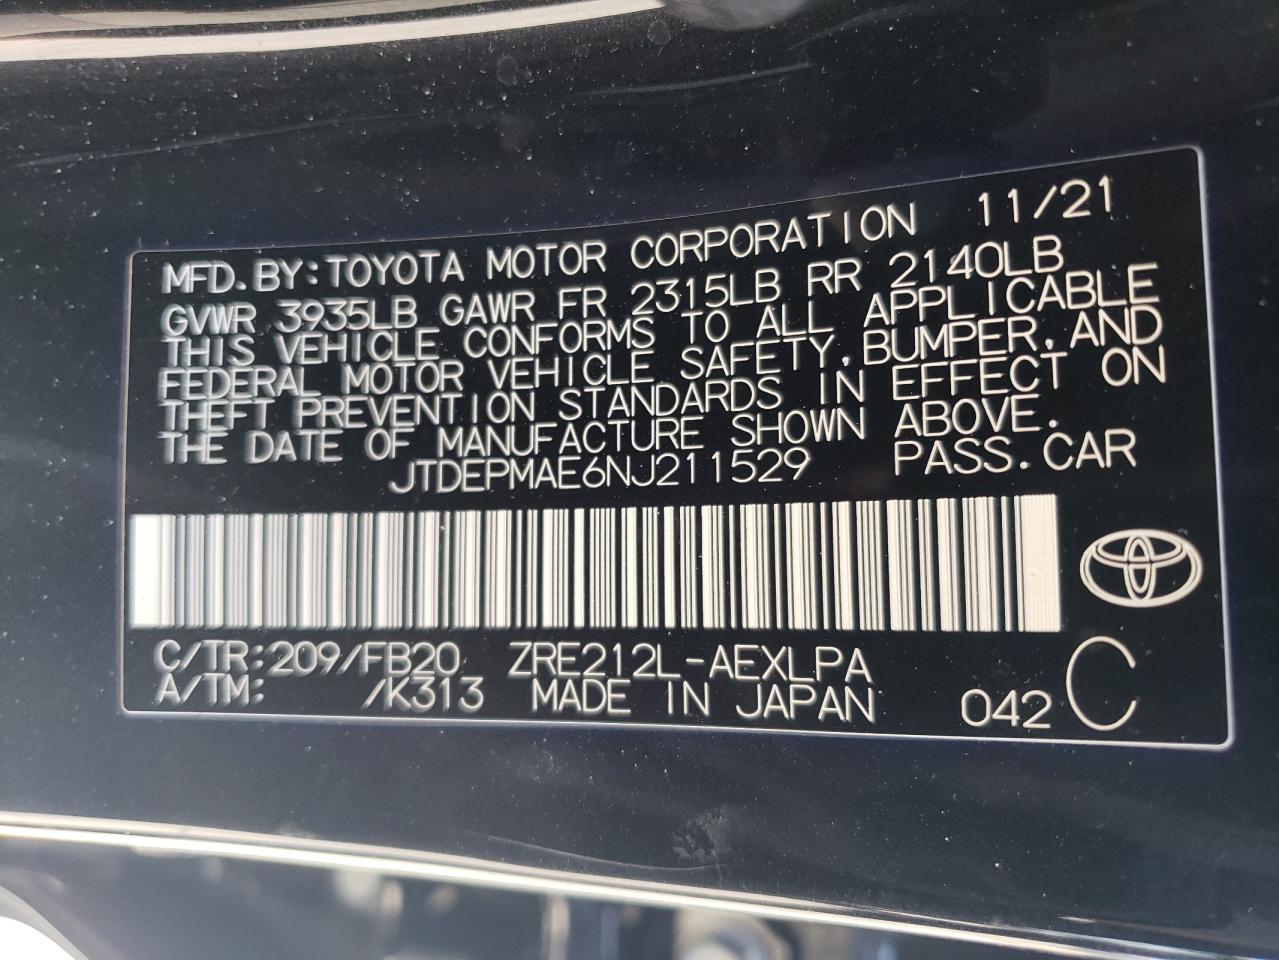 MFD.BY:TOYOTA MOTOR CORPORATION 11/21
GVWR 3935LB GAWR FR 2315LB RR 2140LB
THIS VEHICLE CONFORMS TO ALL APPLICABLE
FEDERAL MOTOR VEHICLE SAFETY, BUMPER, AND
THEFT PREVENTION STANDARDS IN EFFECT ON
THE DATE OF MANUFACTURE SHOWN ABOVE.
JTDEPMAE6NJ211529 PASS.CAR
C/TR:209/FB20 ZRE212L-AEXLPA
A/TM: /K313 MADE IN JAPAN 042 C